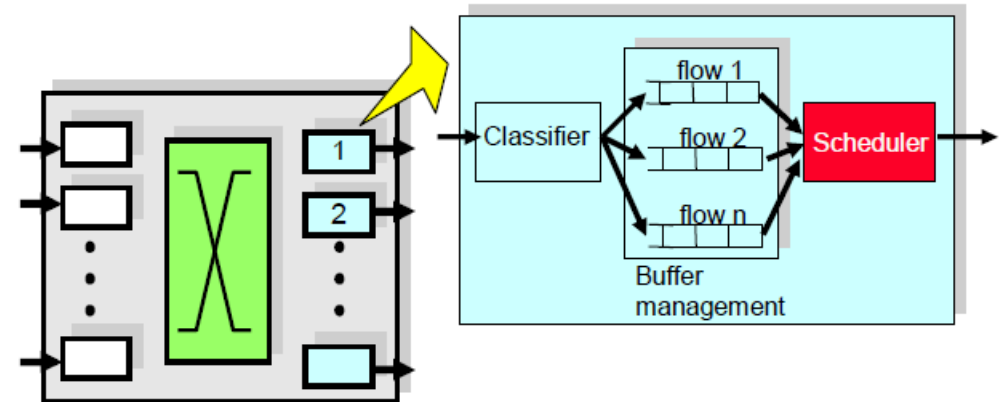 1
2
Classifier
flow 1
flow 2
flow n
Buffer
management
Scheduler